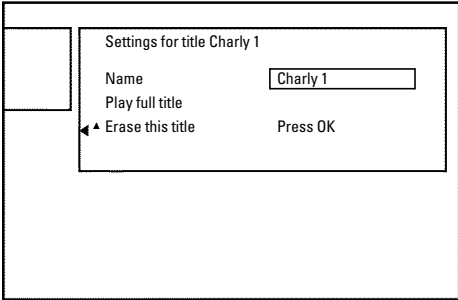 Settings for title Charly 1
Name Charly 1
Play full title
Erase this title Press OK